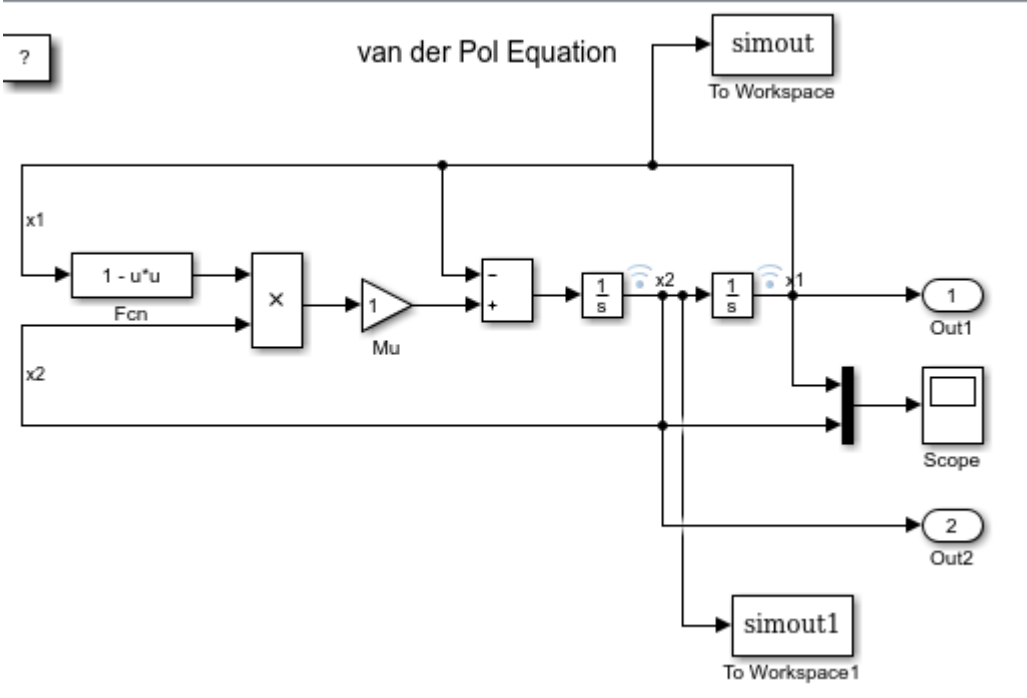 simout
?
van der Pol Equation
To Workspace
x1
1 - u*u
Fcn
×
1
Mu
−
+
1
s
x2
1
s
x1
1
Out1
x2
Scope
2
Out2
simout1
To Workspace1